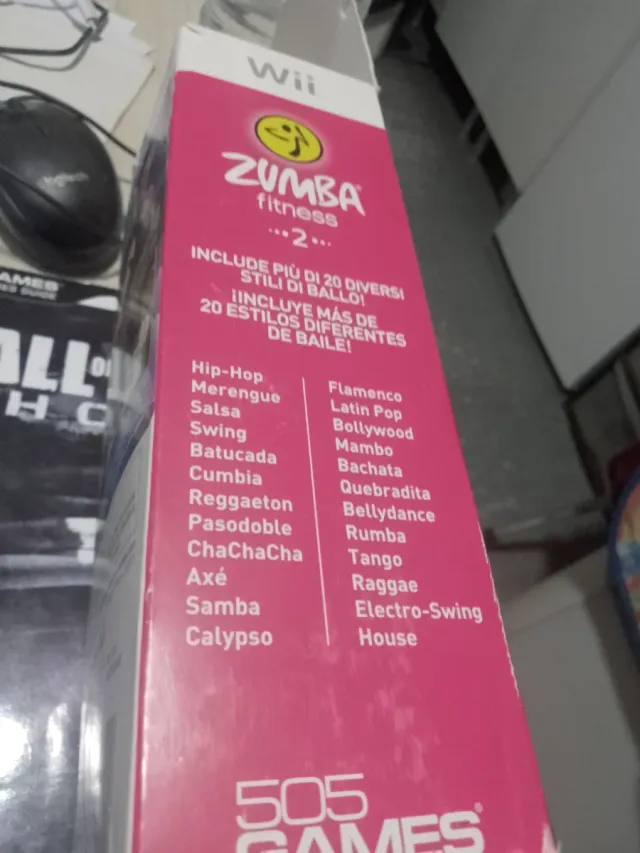 Wii
ZUMBA®
fitness
2
INCLUDE PIÙ DI 20 DIVERSI
STILI DI BALLO!
¡INCLUYE MÁS DE
20 ESTILOS DIFERENTES
DE BAILE!
Hip-Hop
Merengue
Salsa
Swing
Batucada
Cumbia
Reggaeton
Pasodoble
ChaChaCha
Axé
Samba
Calypso
Flamenco
Latin Pop
Bollywood
Mambo
Bachata
Quebradita
Bellydance
Rumba
Tango
Raggae
Electro-Swing
House
505
GAMES®